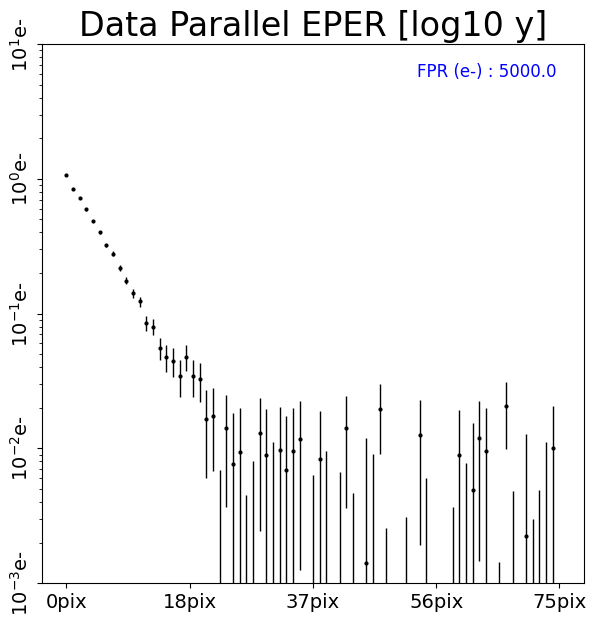 Data Parallel EPER [log10 y]
FPR (e-) : 5000.0
10¹e-
10⁰e-
10⁻¹e-
10⁻²e-
10⁻³e-
0pix 18pix 37pix 56pix 75pix